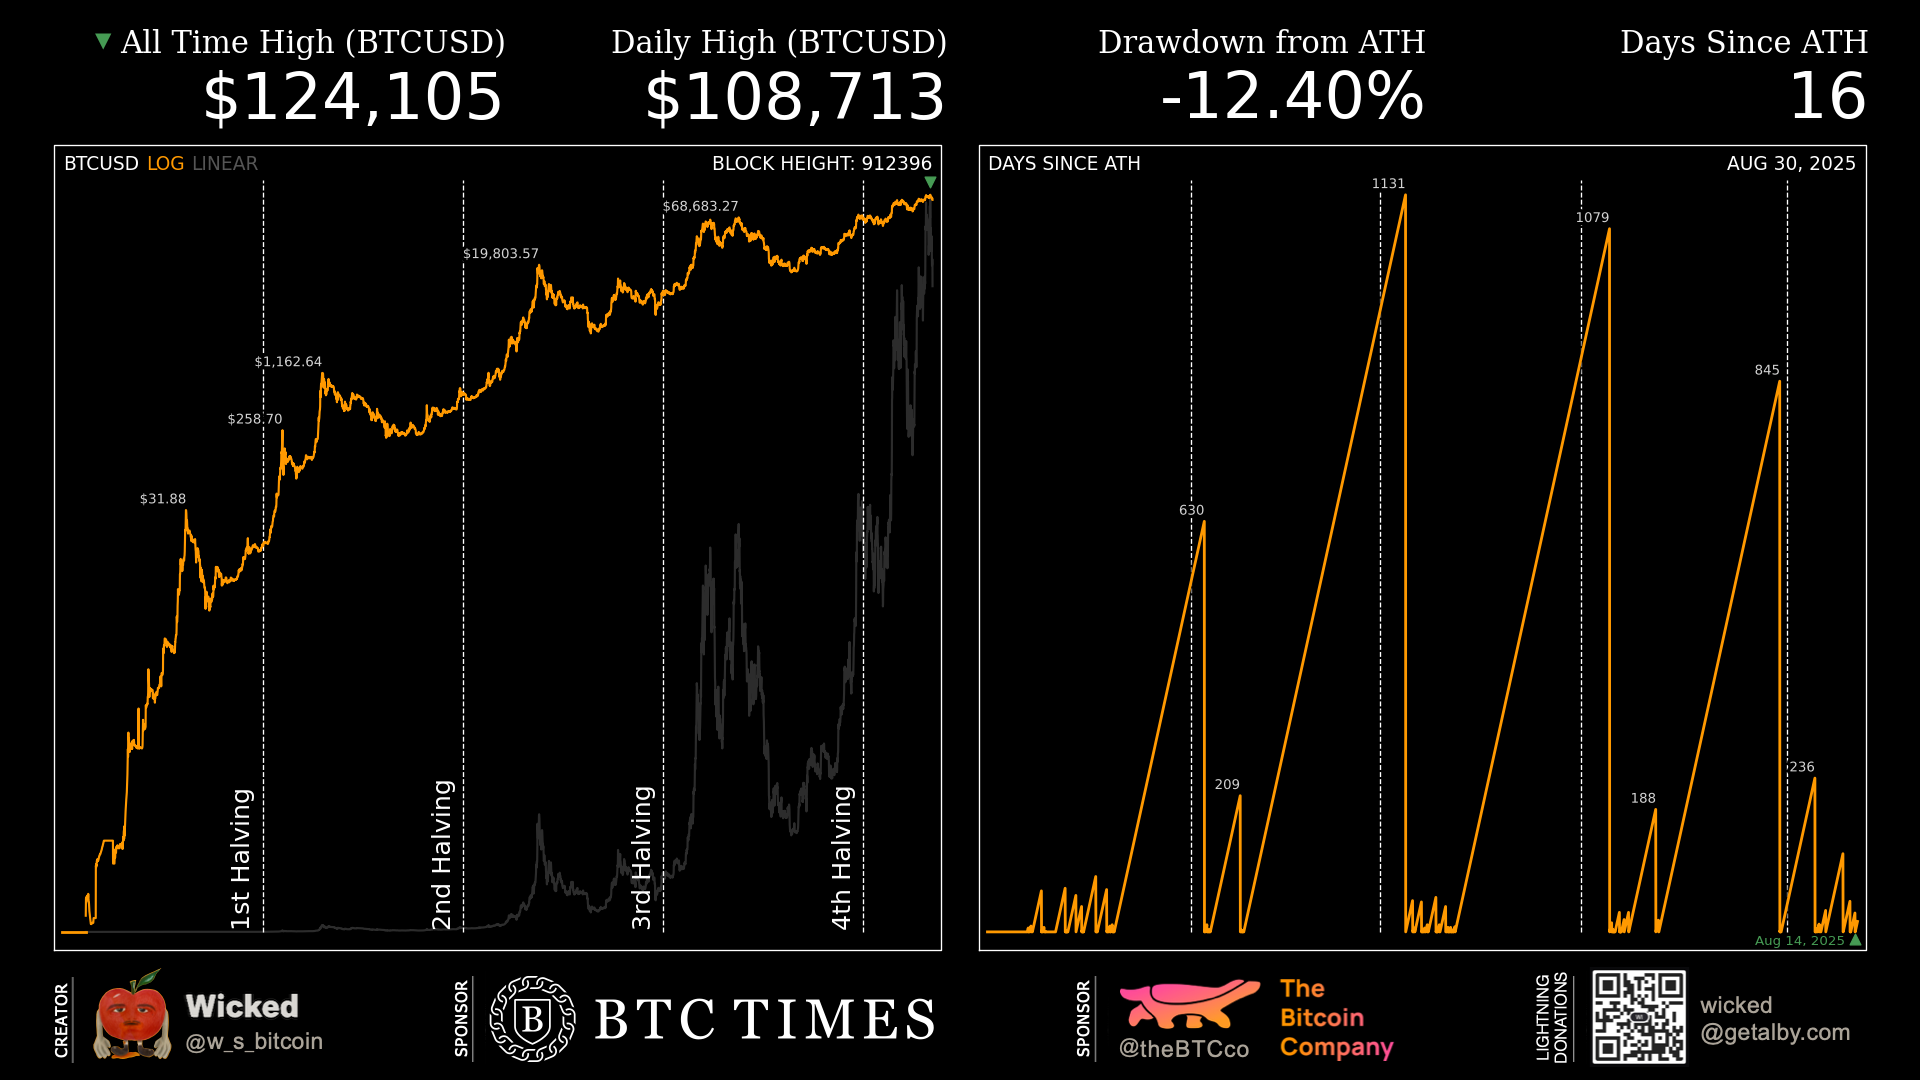 ▼ All Time High (BTCUSD)
$124,105
Daily High (BTCUSD)
$108,713
Drawdown from ATH
-12.40%
Days Since ATH
16
BTCUSD LOG LINEAR
BLOCK HEIGHT: 912396
$31.88
$258.70
$1,162.64
$19,803.57
$68,683.27
1st Halving
2nd Halving
3rd Halving
4th Halving
DAYS SINCE ATH
AUG 30, 2025
630
209
1131
1079
188
845
236
Aug 14, 2025 ▲
CREATOR
Wicked
@w_s_bitcoin
SPONSOR
B
BTC TIMES
SPONSOR
@theBTCco
The
Bitcoin
Company
LIGHTNING
DONATIONS
wicked
@getalby.com